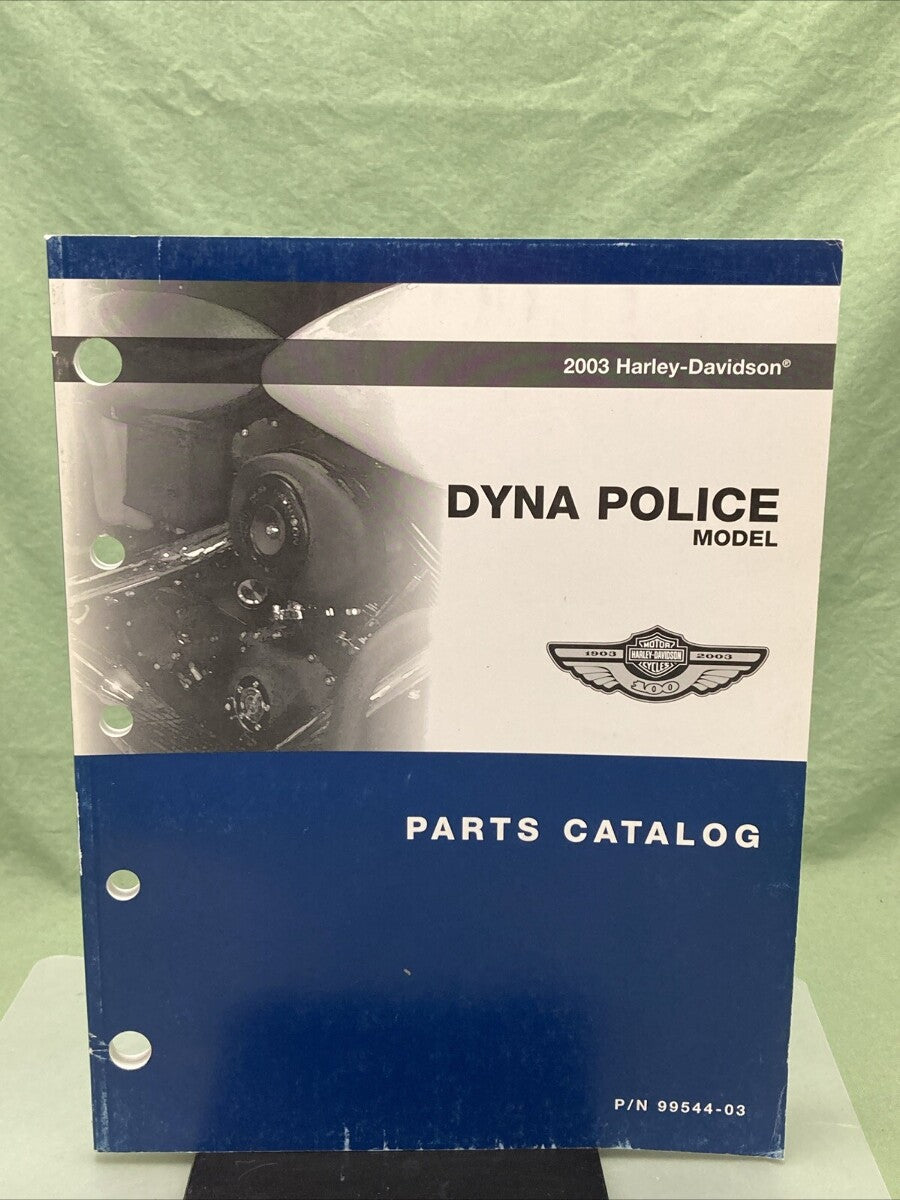 2003 Harley-Davidson®
DYNA POLICE
MODEL
MOTOR
1903 HARLEY-DAVIDSON 2003
CYCLES
100
PARTS CATALOG
P/N 99544-03